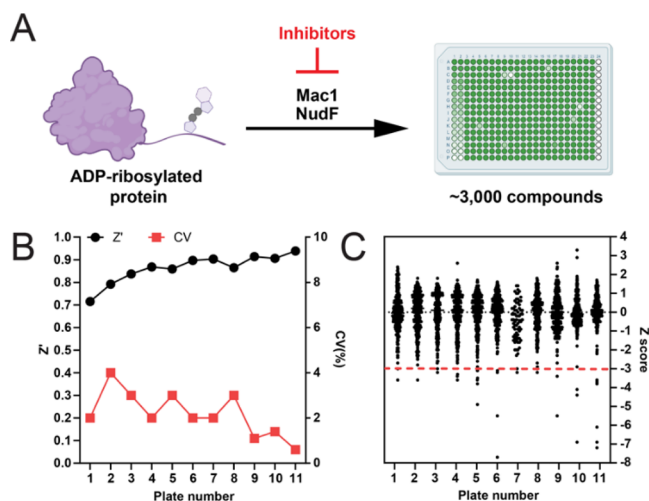 A
Inhibitors
Mac1
NudF
ADP-ribosylated
protein
~3,000 compounds
B
Z'
CV
1.0
0.9
0.8
0.7
0.6
0.5
0.4
0.3
0.2
0.1
0.0
Z'
10
8
6
4
2
0
CV(%)
1 2 3 4 5 6 7 8 9 10 11
Plate number
C
4
3
2
1
0
-1
-2
-3
-4
-5
-6
-7
-8
Z score
1 2 3 4 5 6 7 8 9 10 11
Plate number